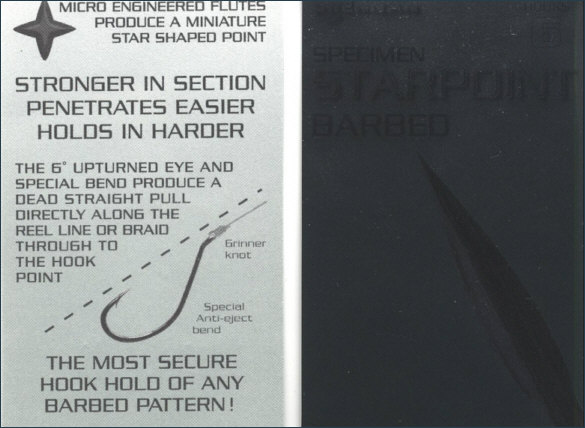 MICRO ENGINEERED FLUTES
PRODUCE A MINIATURE
STAR SHAPED POINT
STRONGER IN SECTION
PENETRATES EASIER
HOLDS IN HARDER
THE 6° UPTURNED EYE AND
SPECIAL BEND PRODUCE A
DEAD STRAIGHT PULL
DIRECTLY ALONG THE
REEL LINE OR BRAID
THROUGH TO
THE HOOK
POINT
Grinner
knot
Special
Anti-eject
bend
THE MOST SECURE
HOOK HOLD OF ANY
BARBED PATTERN!
SPECIMEN
STARPOINT
BARBED